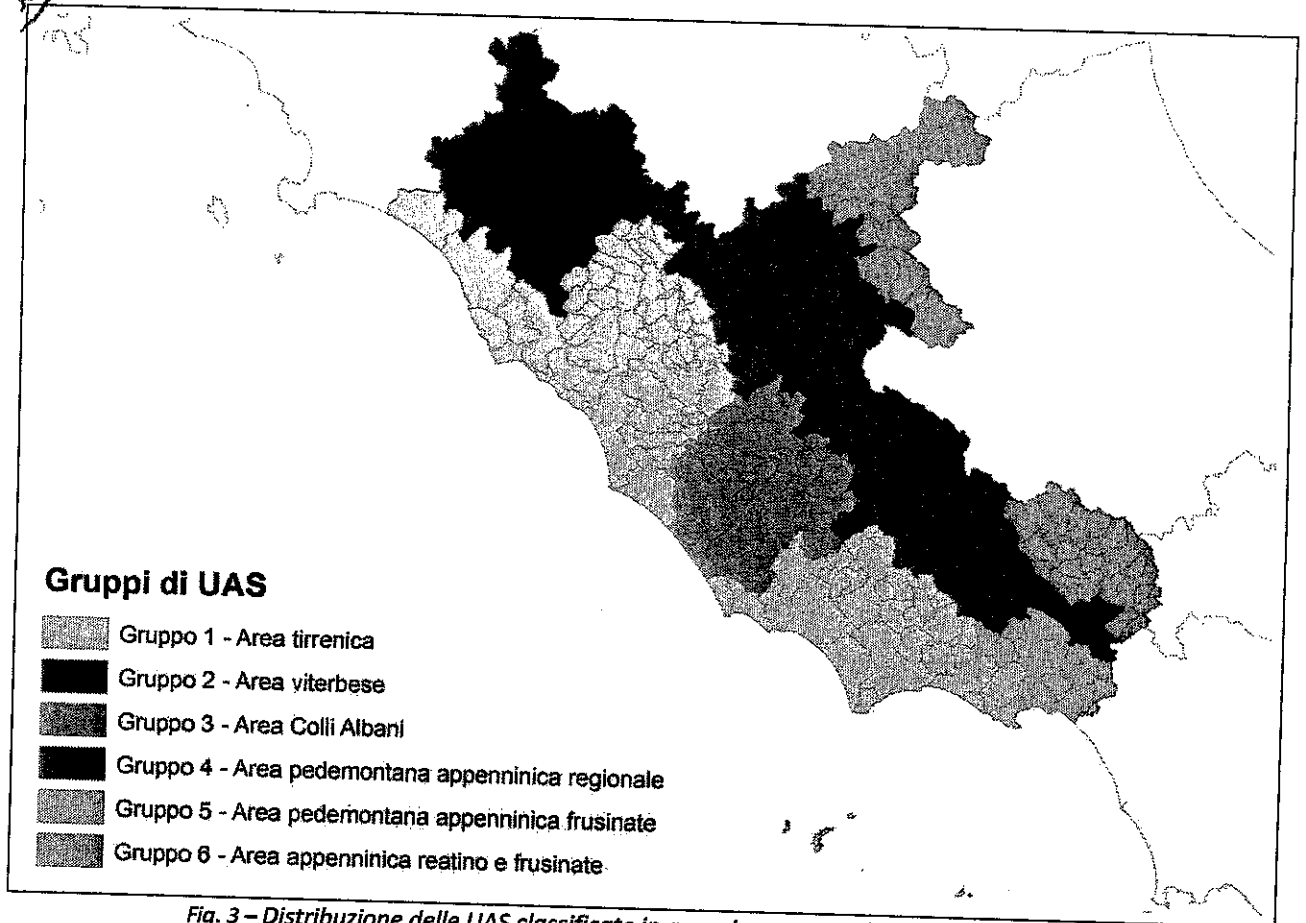 Gruppi di UAS
Gruppo 1 - Area tirrenica
Gruppo 2 - Area viterbese
Gruppo 3 - Area Colli Albani
Gruppo 4 - Area pedemontana appenninica regionale
Gruppo 5 - Area pedemontana appenninica frusinate
Gruppo 6 - Area appenninica reatino e frusinate
Fig. 3 – Distribuzione delle UAS classificate in